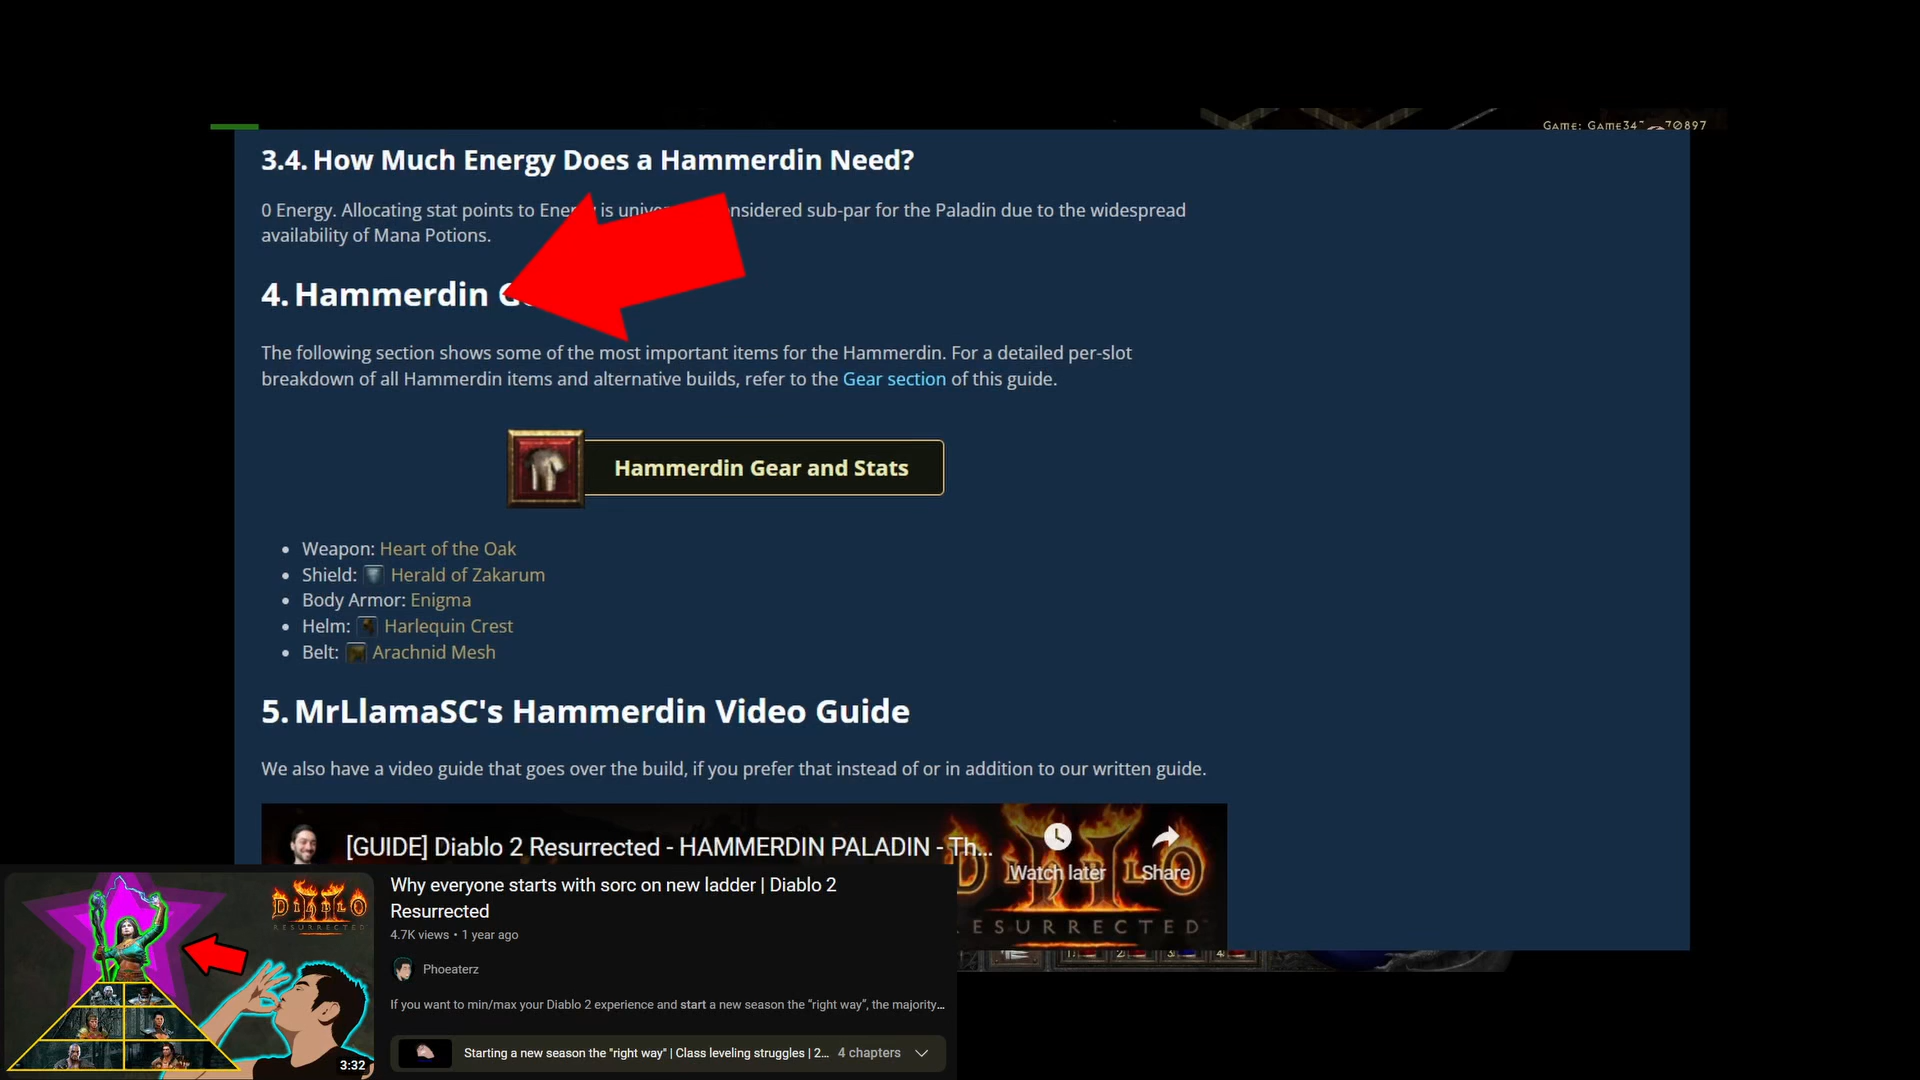 GAME: GAME34
70897
3.4. How Much Energy Does a Hammerdin Need?
0 Energy. Allocating stat points to is considered sub-par for the Paladin due to the widespread
availability of Mana Potions.
4. Hammerdin
The following section shows some of the most important items for the Hammerdin. For a detailed per-slot
breakdown of all Hammerdin items and alternative builds, refer to the Gear section of this guide.
Hammerdin Gear and Stats
Weapon: Heart of the Oak
Shield: Herald of Zakarum
Body Armor: Enigma
Helm: Harlequin Crest
Belt: Arachnid Mesh
5. MrLlamaSC's Hammerdin Video Guide
We also have a video guide that goes over the build, if you prefer that instead of or in addition to our written guide.
[GUIDE] Diablo 2 Resurrected - HAMMERDIN PALADIN - Th...
Watch later
Share
RESURRECTED
DIABLO
RESURRECTED
3:32
Why everyone starts with sorc on new ladder | Diablo 2
Resurrected
4.7K views • 1 year ago
Phoeaterz
If you want to min/max your Diablo 2 experience and start a new season the “right way”, the majority...
Starting a new season the "right way" | Class leveling struggles | 2... 4 chapters